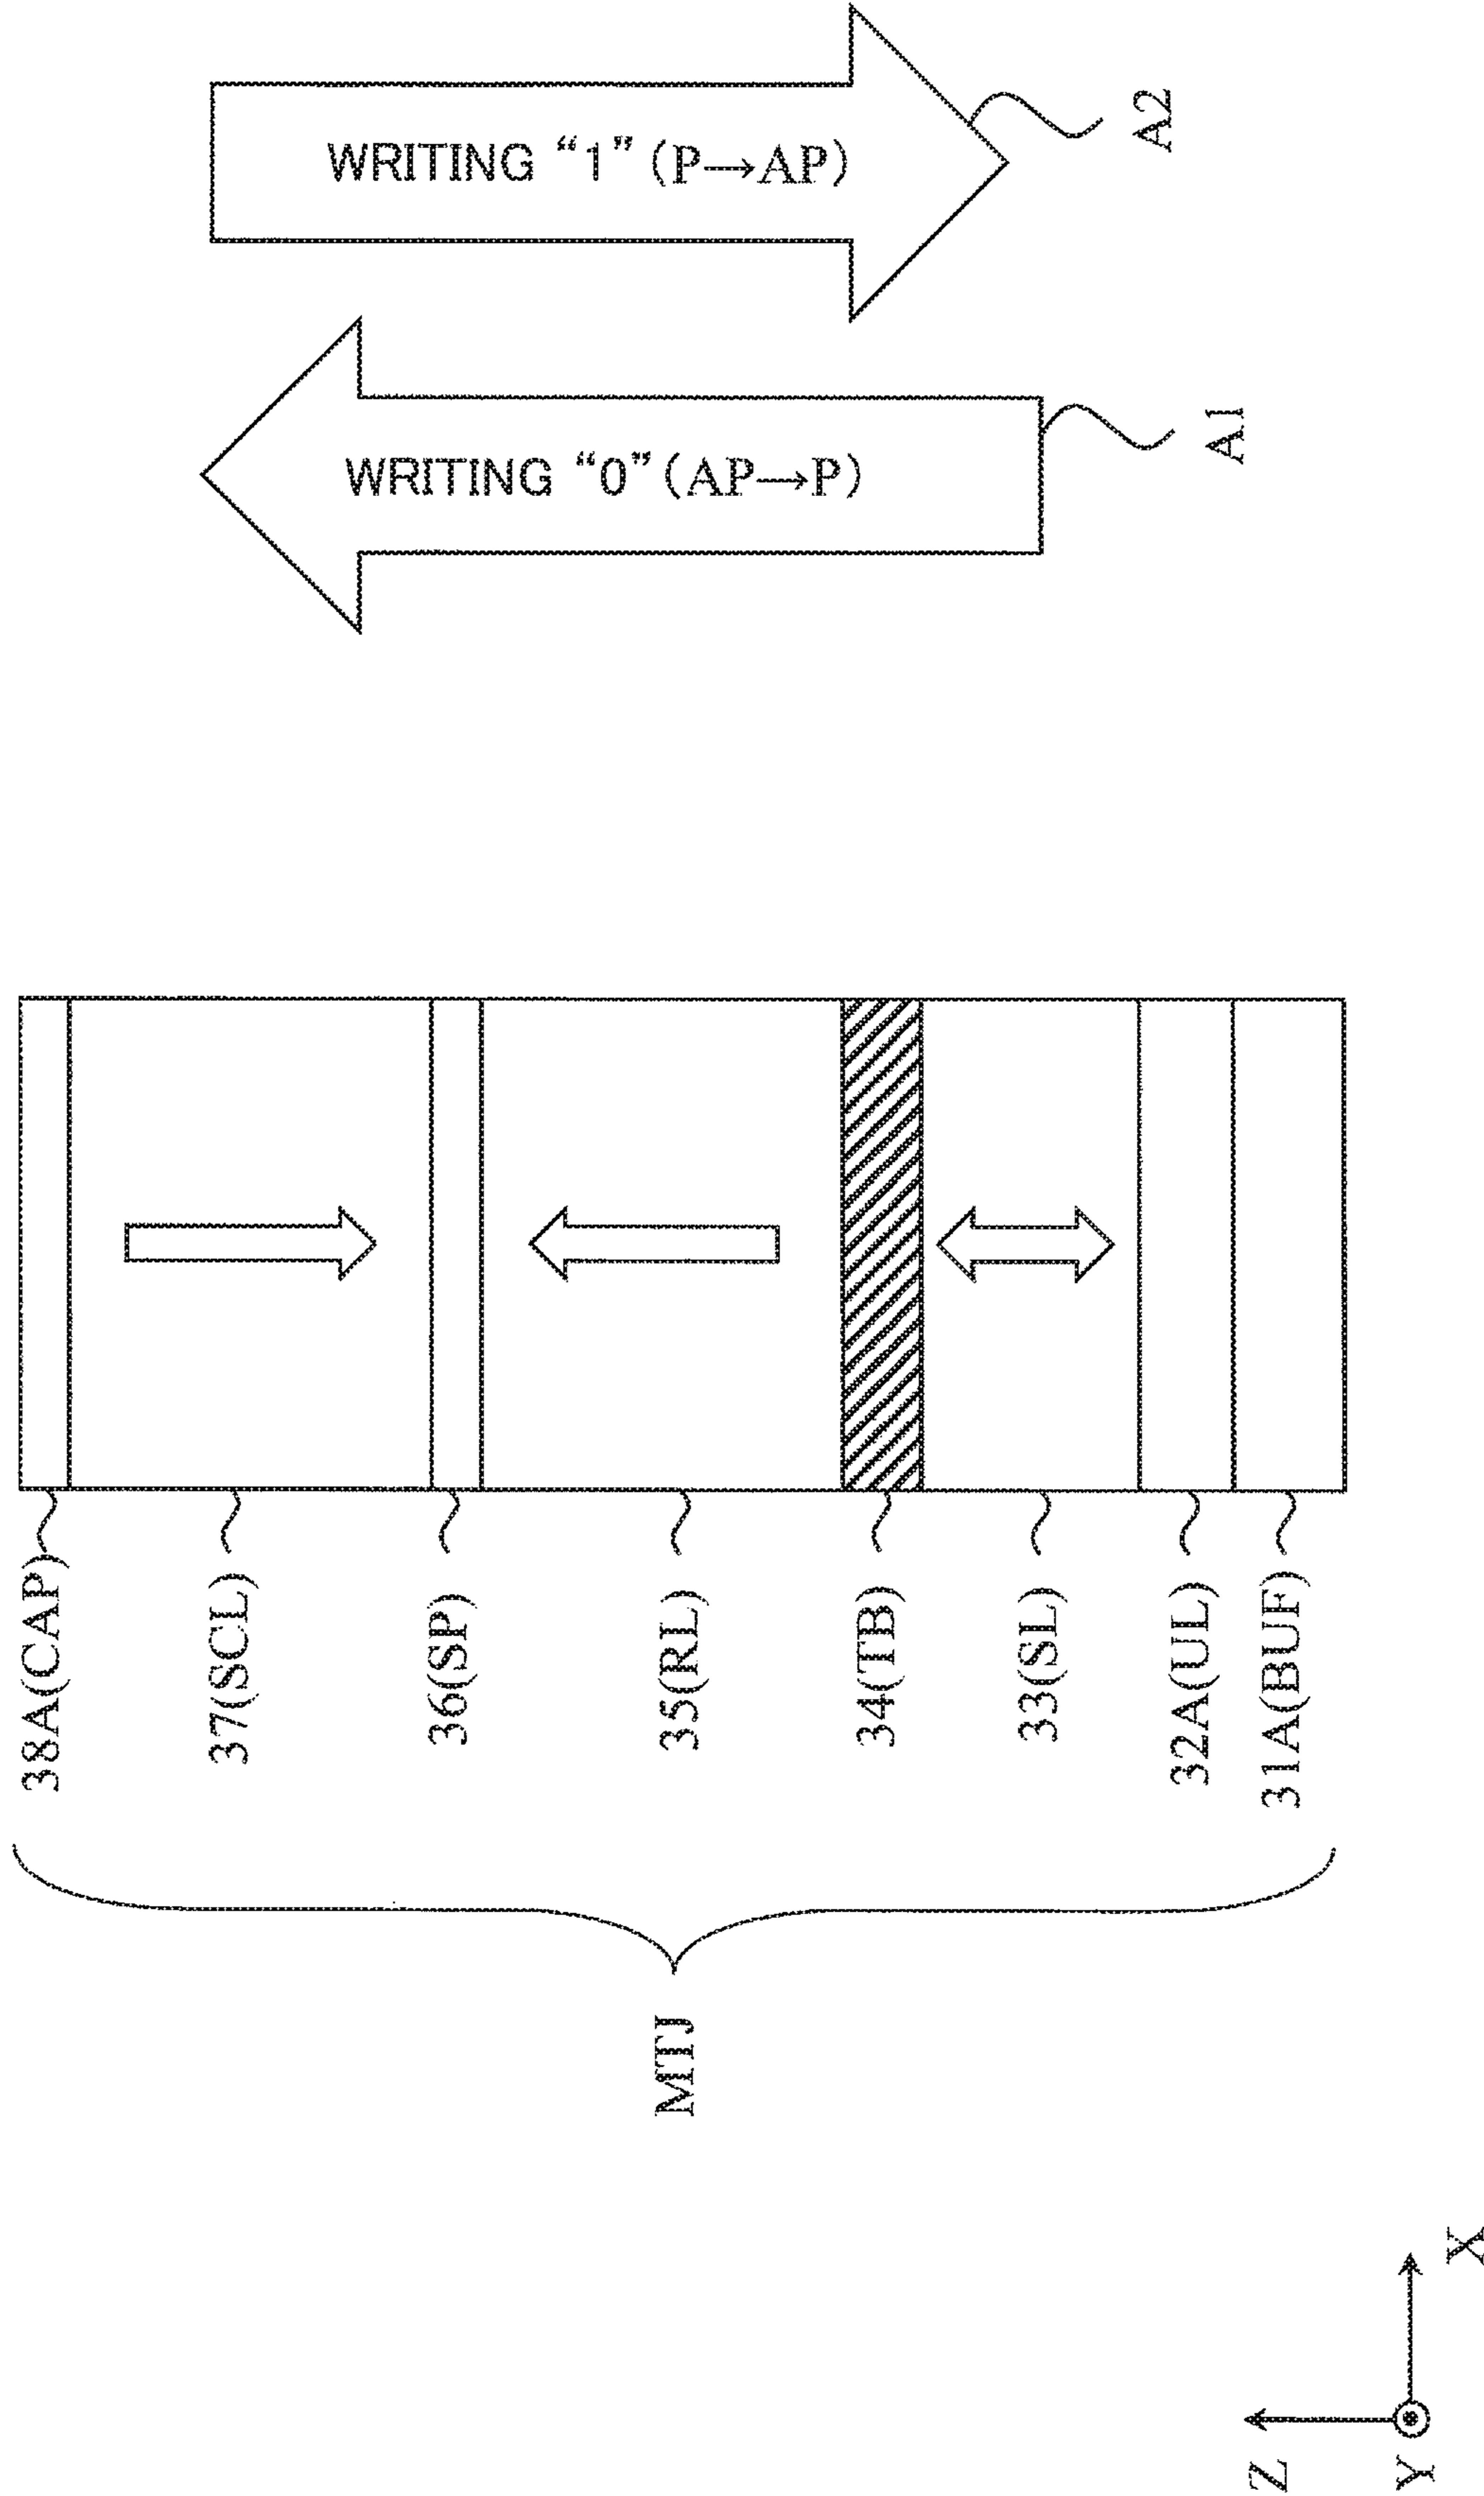 MTJ
38A(CAP)
37(SCL)
36(SP)
35(RL)
34(TB)
33(SL)
32A(UL)
31A(BUF)
WRITING “0” (AP→P)
A1
WRITING “1” (P→AP)
A2
Z
Y
X